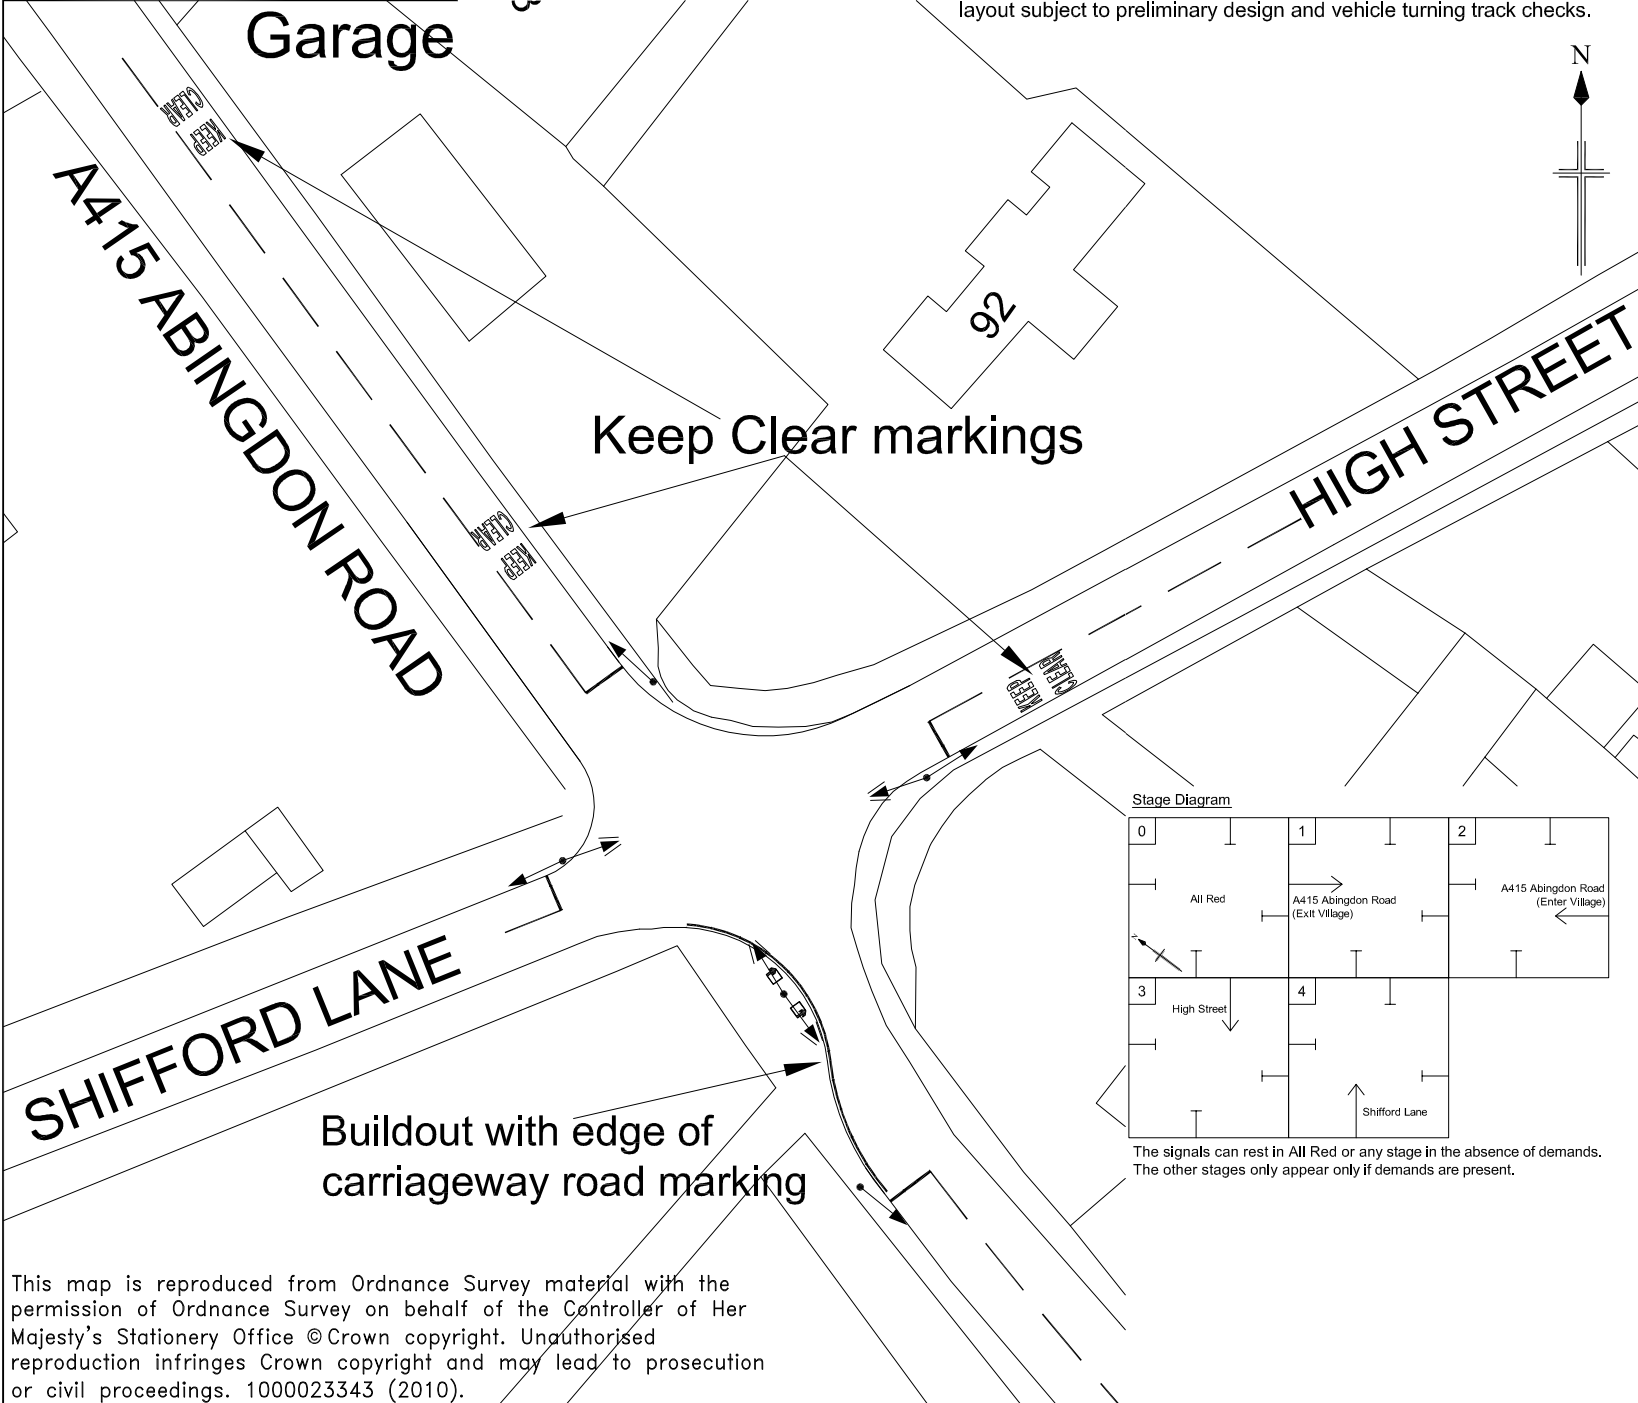 layout subject to preliminary design and vehicle turning track checks.
Garage
N
CLEAR
KEEP
A415 ABINGDON ROAD
92
HIGH STREET
Keep Clear markings
CLEAR
KEEP
KEEP
CLEAR
Stage Diagram
0
All Red
N
1
A415 Abingdon Road
(Exit Village)
2
A415 Abingdon Road
(Enter Village)
3
High Street
4
Shifford Lane
The signals can rest in All Red or any stage in the absence of demands.
The other stages only appear only if demands are present.
SHIFFORD LANE
Buildout with edge of
carriageway road marking
This map is reproduced from Ordnance Survey material with the
permission of Ordnance Survey on behalf of the Controller of Her
Majesty's Stationery Office © Crown copyright. Unauthorised
reproduction infringes Crown copyright and may lead to prosecution
or civil proceedings. 1000023343 (2010).